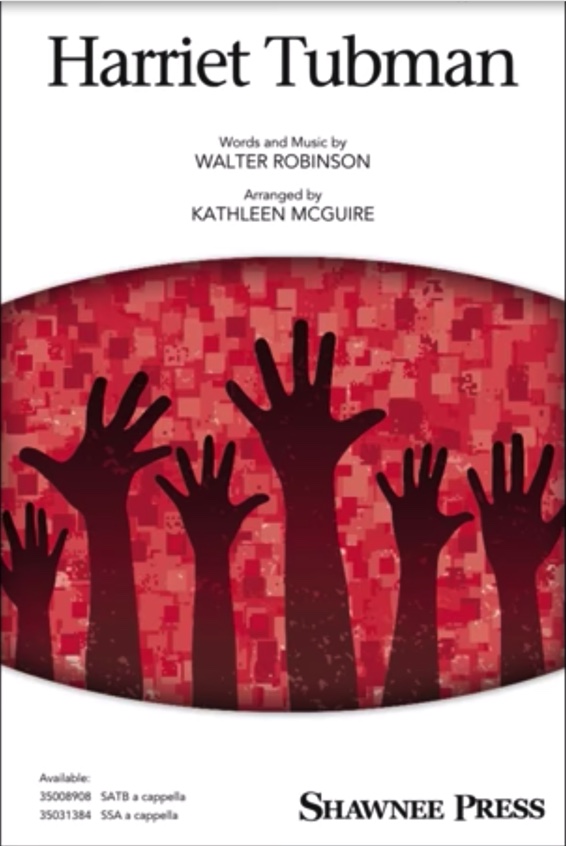 Harriet Tubman
Words and Music by
WALTER ROBINSON
Arranged by
KATHLEEN MCGUIRE
Available:
35008908 SATB a cappella
35031384 SSA a cappella
SHAWNEE PRESS